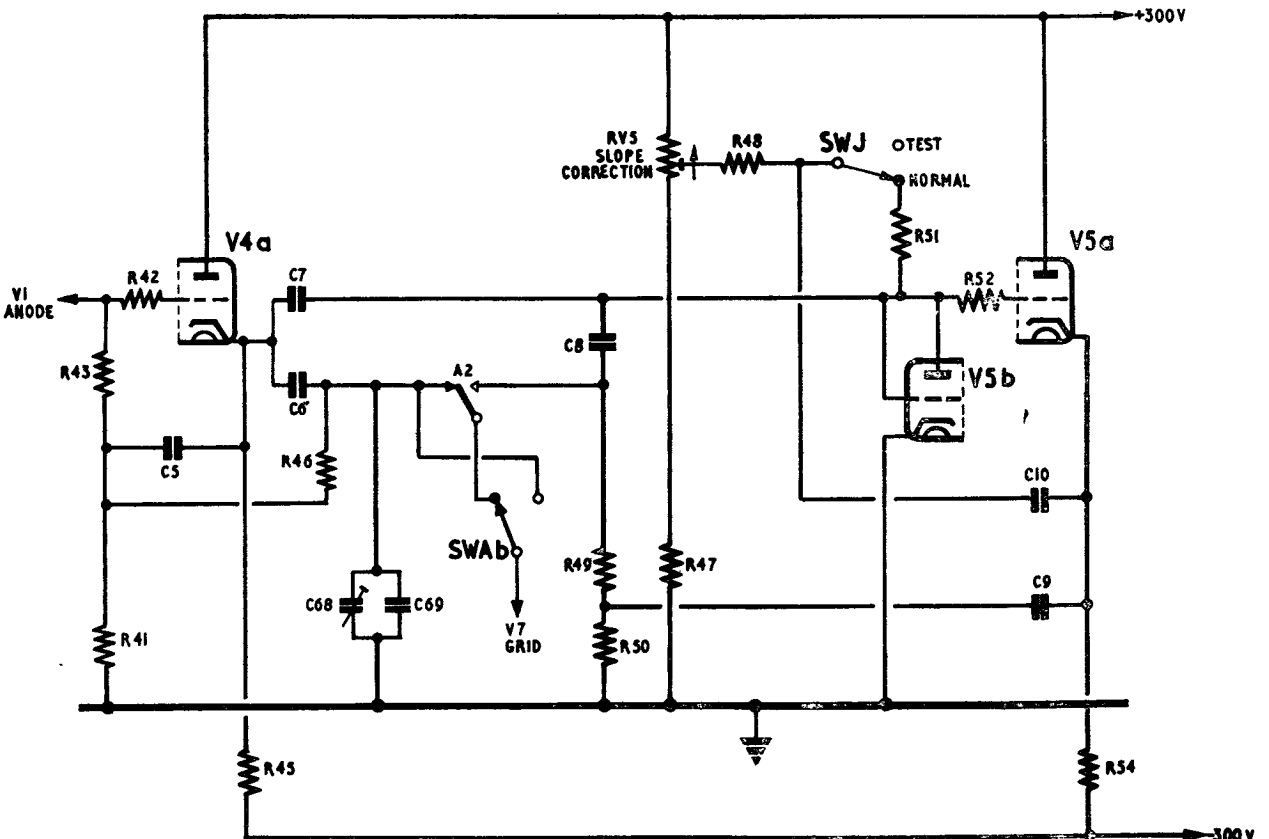 +300V
RV5
SLOPE
CORRECTION
R48
SWJ
TEST
NORMAL
V4a
R51
V5a
R42
C7
R52
V1
ANODE
C8
R43
A2
V5b
C6
C5
R46
C10
SWAb
R49
R47
C68
C69
C9
V7
GRID
R41
R50
R45
R54
-300V